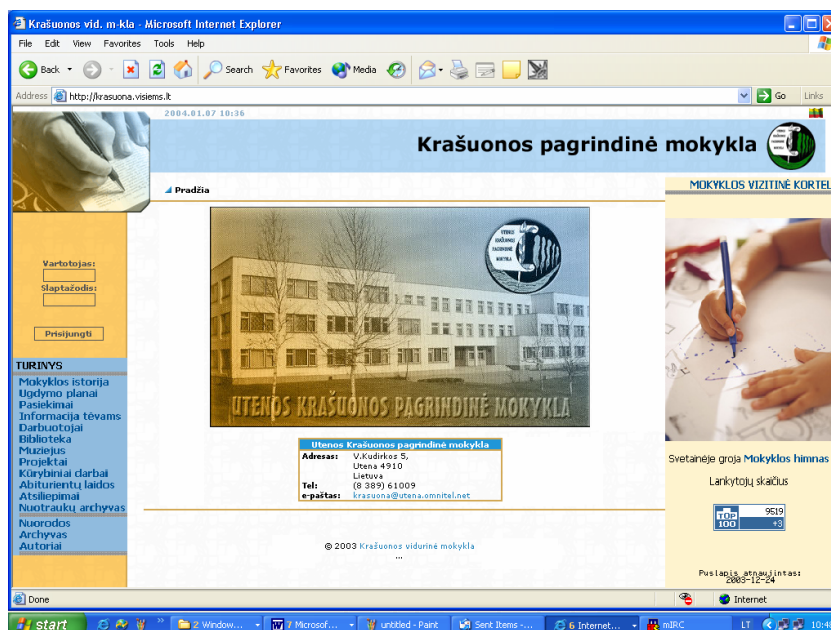 Krašuonos vid. m-kla - Microsoft Internet Explorer
File Edit View Favorites Tools Help
Back Search Favorites Media
Address http://krasuona.visiems.lt Go Links
2004.01.07 10:36
Krašuonos pagrindinė mokykla
Pradžia
MOKYKLOS VIZITINĖ KORTEL
Vartotojas:
Slaptažodis:
Prisijungti
TURINYS
Mokyklos istorija
Ugdymo planai
Pasiekimai
Informacija tėvams
Darbuotojai
Biblioteka
Muziejus
Projektai
Kūrybiniai darbai
Abiturientų laidos
Atsiliepimai
Nuotraukų archyvas
Nuorodos
Archyvas
Autoriai
UTENOS KRAŠUONOS PAGRINDINĖ MOKYKLA
Utenos Krašuonos pagrindinė mokykla
Adresas: V.Kudirkos 5,
Utena 4910
Lietuva
Tel: (8 389) 61009
e-paštas: krasuona@utena.omnitel.net
© 2003 Krašuonos vidurinė mokykla
...
Svetainėje groja Mokyklos himnas
Lankytojų skaičius
TOP 100 9519 +3
Puslapis atnaujintas:
2003-12-24
Done Internet
start 2 Window... 7 Microsof... untitled - Paint Sent Items -... 6 Internet... mIRC LT 10:48